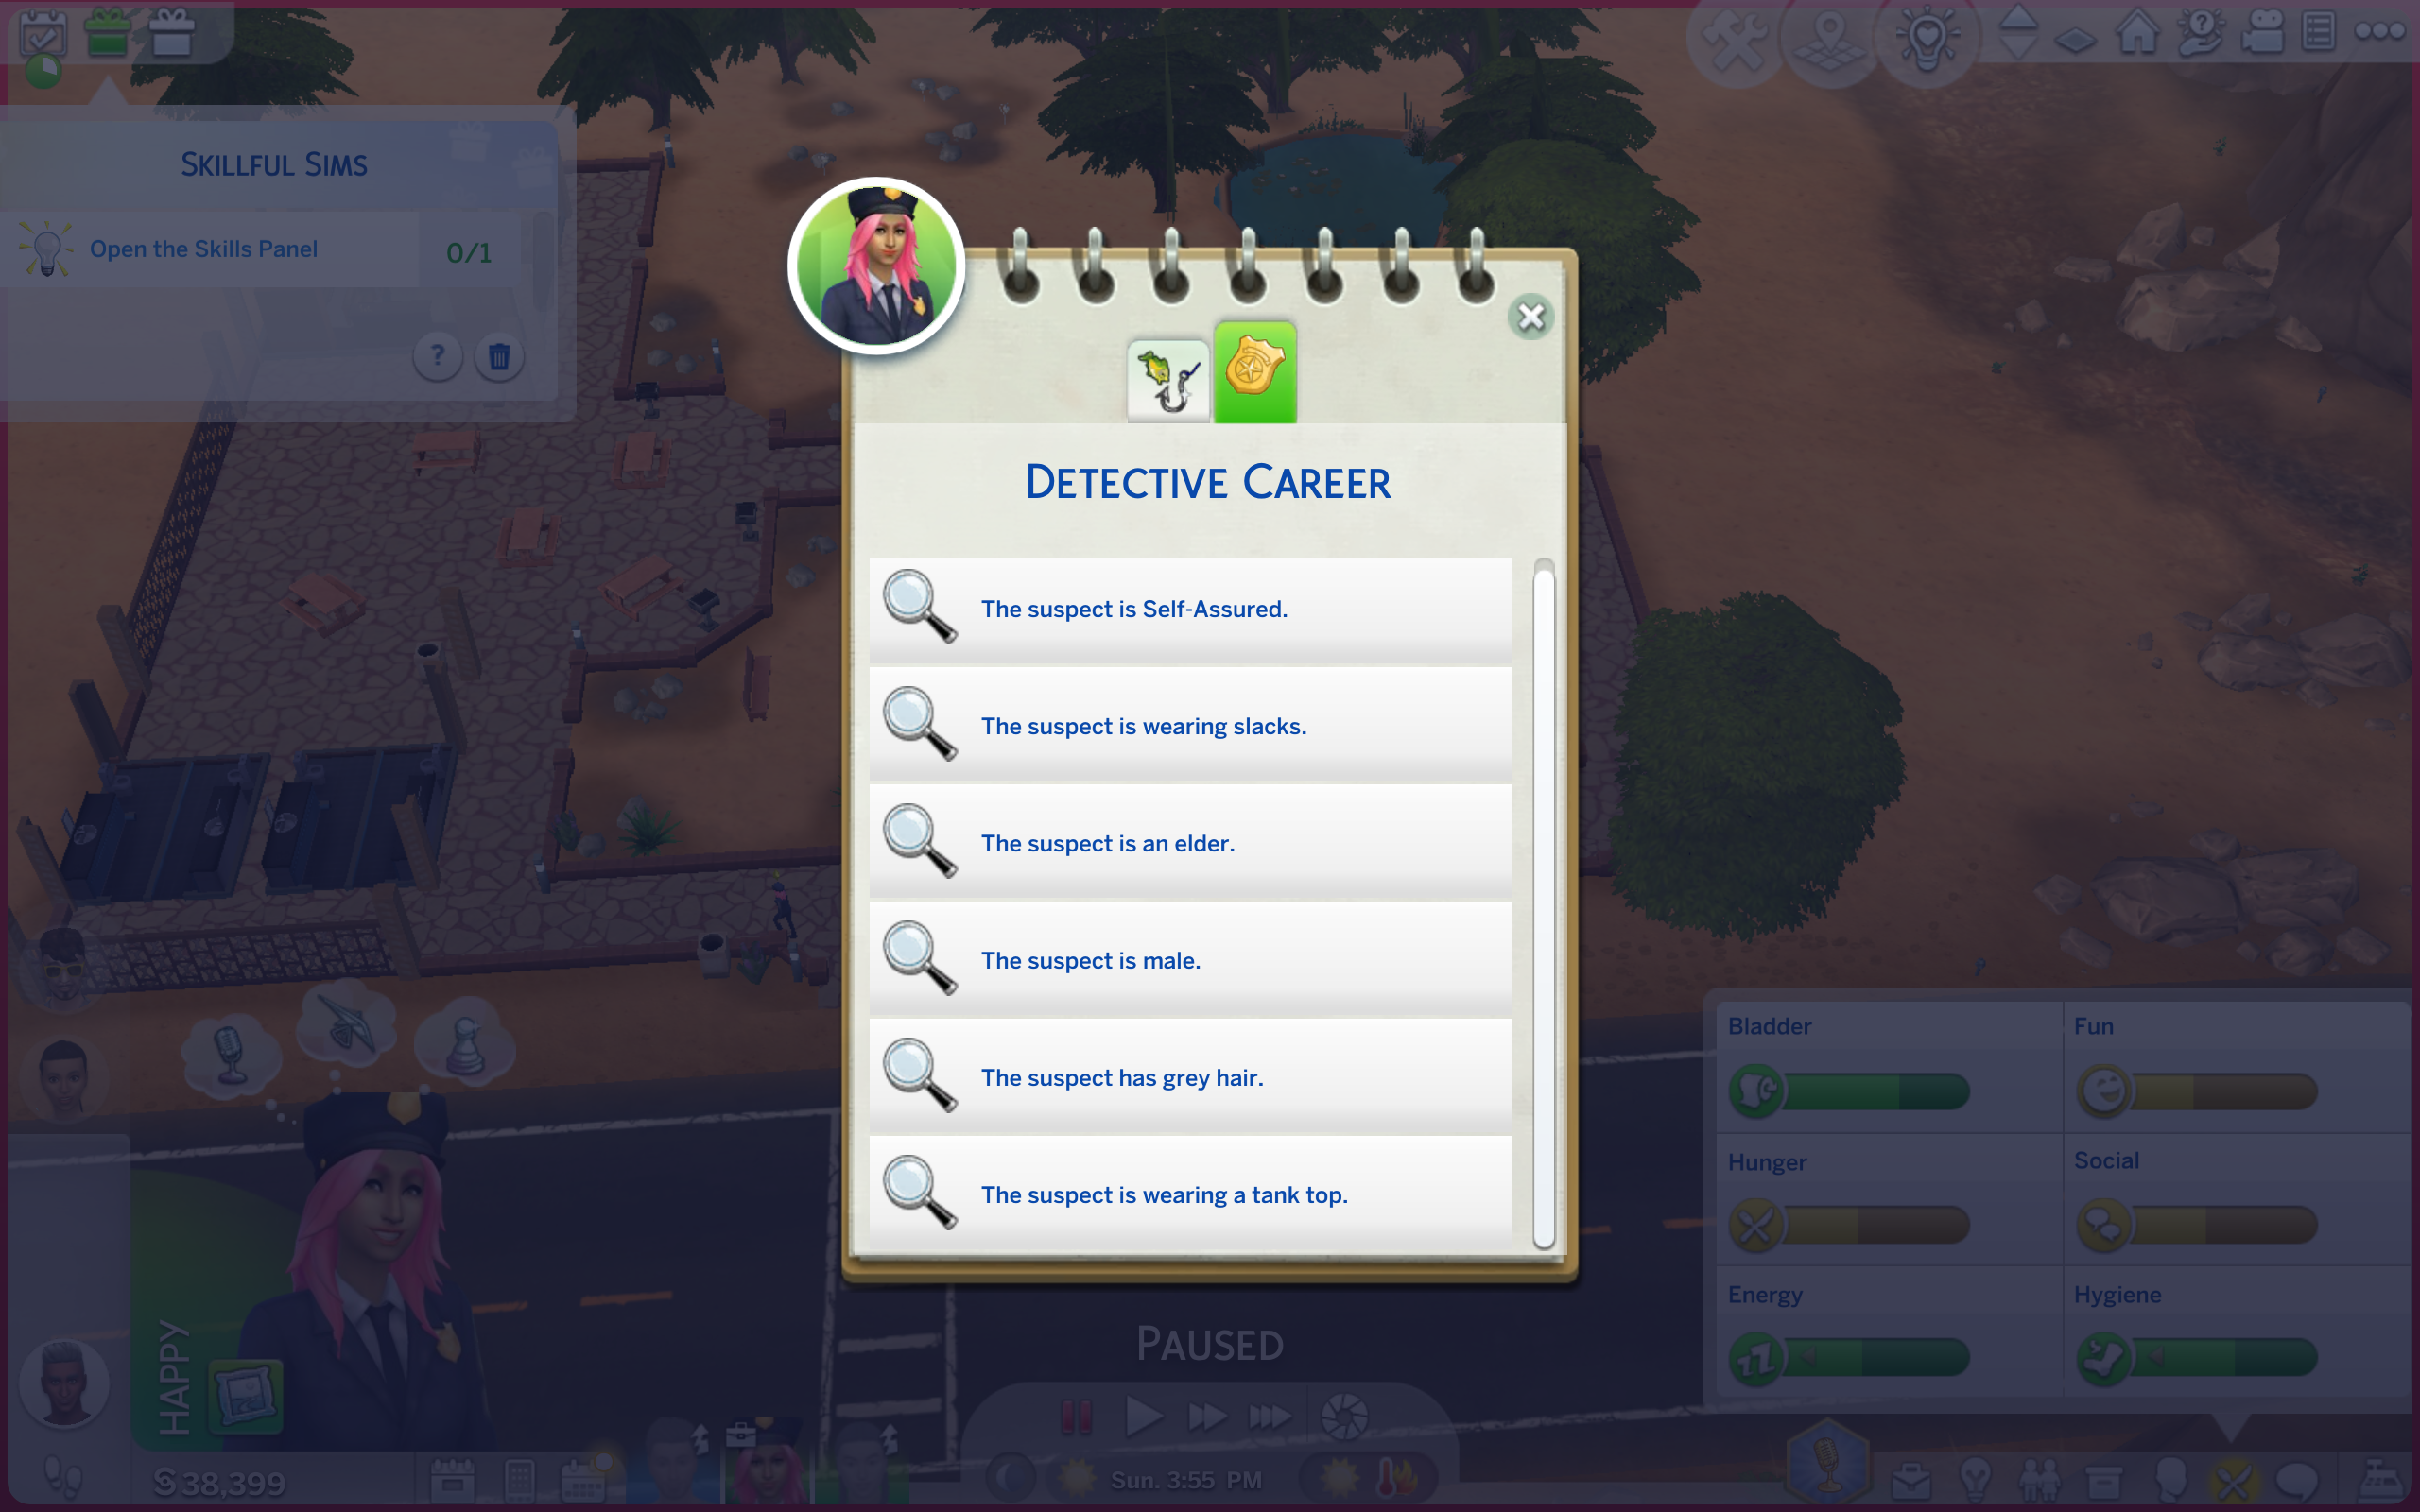 Skillful Sims
Open the Skills Panel
0/1
?
Detective Career
The suspect is Self-Assured.
The suspect is wearing slacks.
The suspect is an elder.
The suspect is male.
The suspect has grey hair.
The suspect is wearing a tank top.
Bladder
Fun
Hunger
Social
Energy
Hygiene
HAPPY
Paused
§38,399
Sun. 3:55 PM